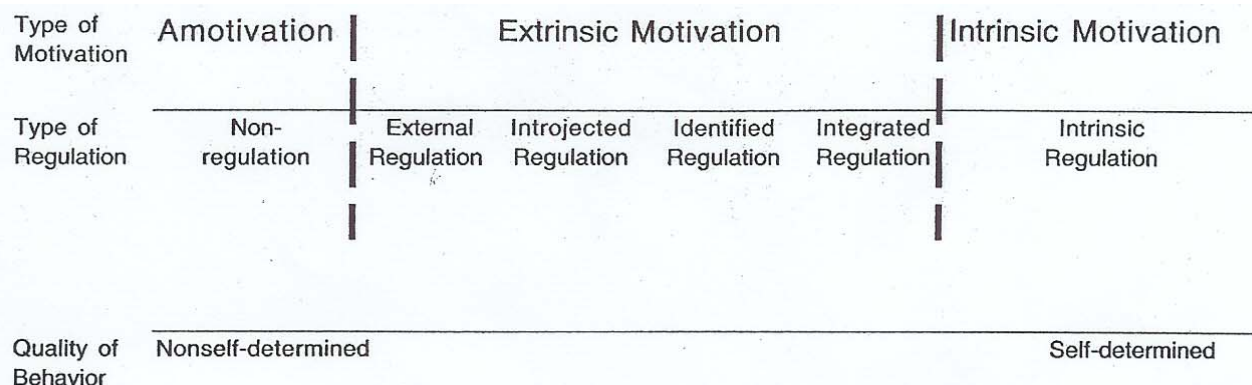 Type of Motivation Amotivation Extrinsic Motivation Intrinsic Motivation
Type of Regulation Non-regulation External Regulation Introjected Regulation Identified Regulation Integrated Regulation Intrinsic Regulation
Quality of Behavior Nonself-determined Self-determined